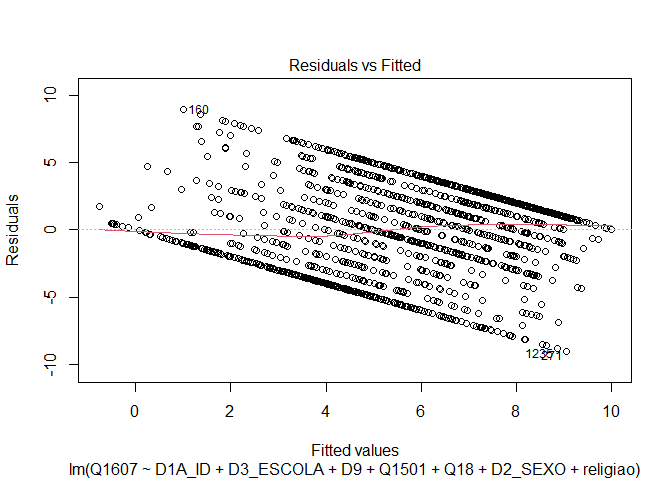 Residuals vs Fitted
10
5
0
-5
-10
Residuals
160
271
0 2 4 6 8 10
Fitted values
lm(Q1607 ~ D1A_ID + D3_ESCOLA + D9 + Q1501 + Q18 + D2_SEXO + religiao)